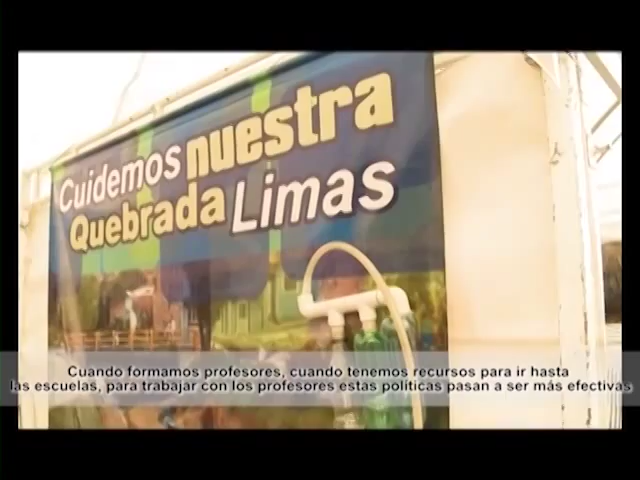 Cuidemos nuestra
Quebrada Limas
Cuando formamos profesores, cuando tenemos recursos para ir hasta
las escuelas, para trabajar con los profesores estas políticas pasan a ser más efectivas